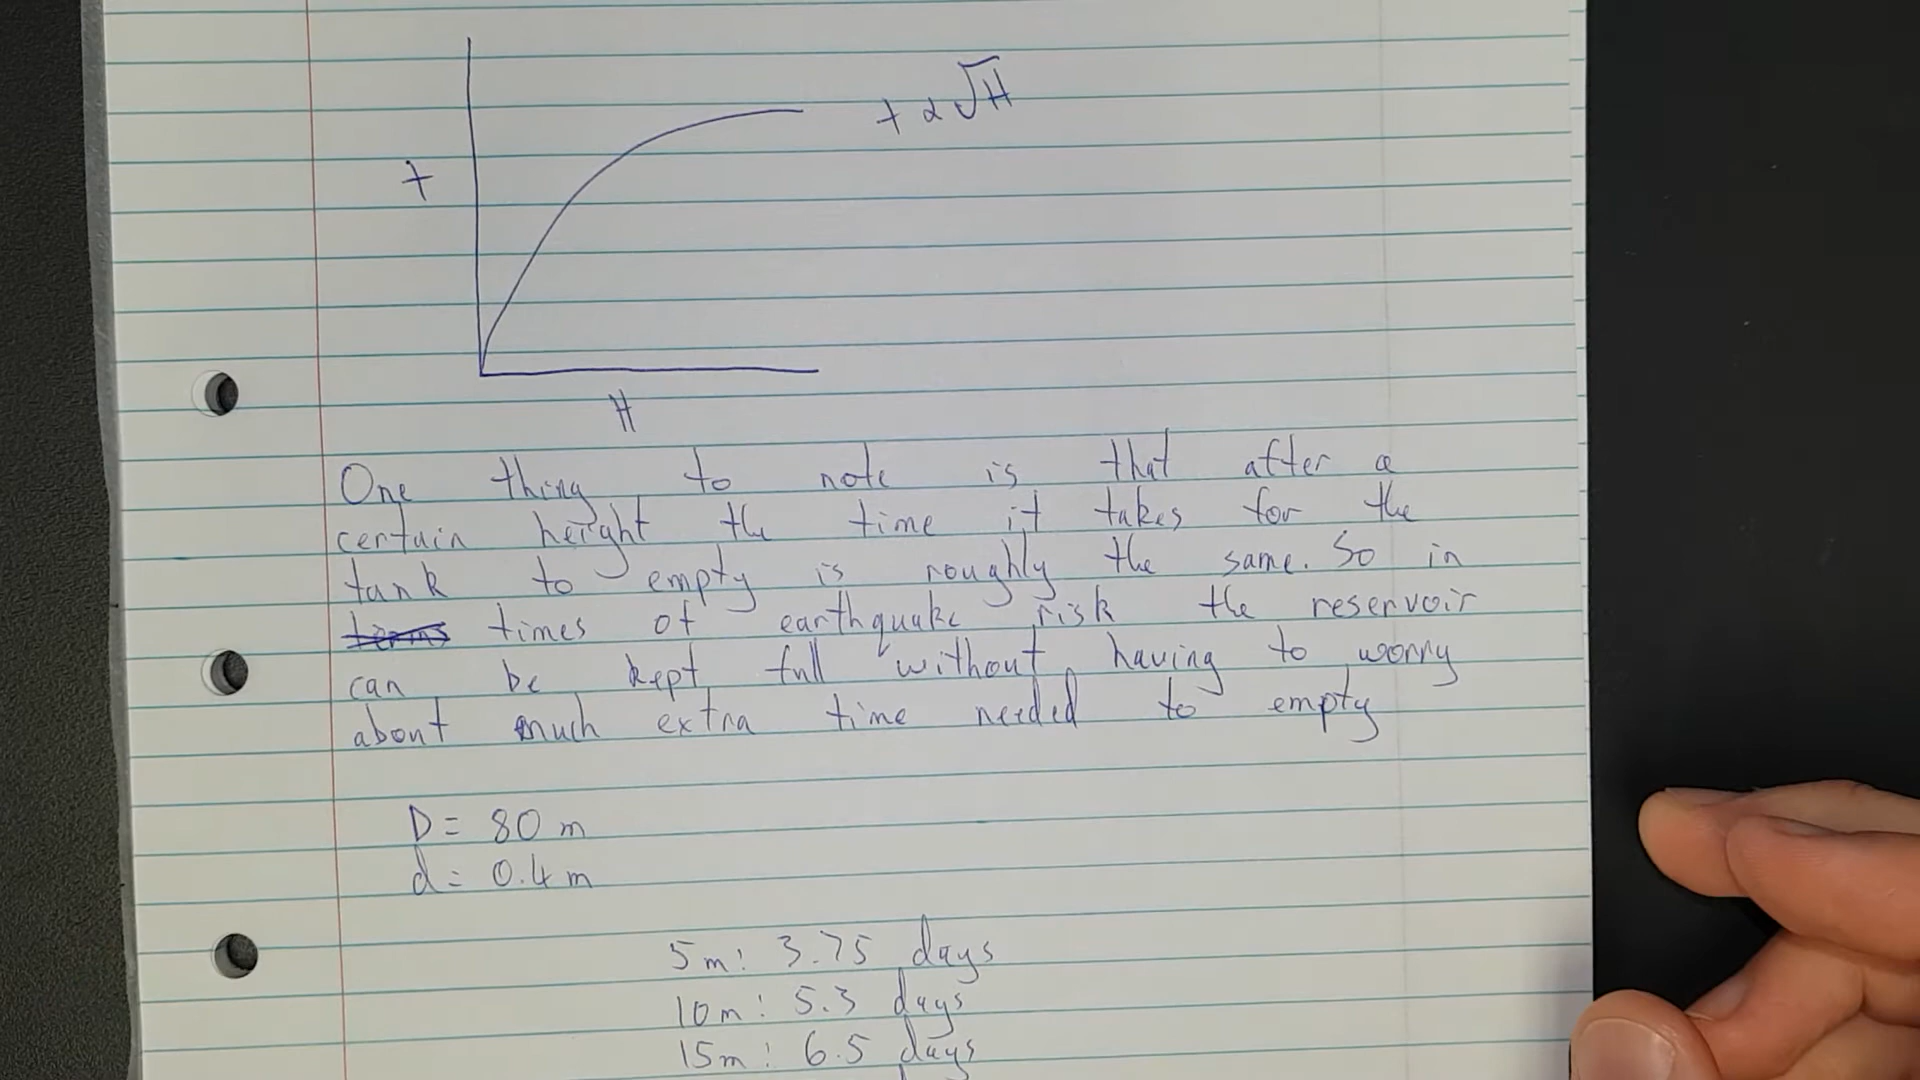 t α √H
t
H
One thing to note is that after a
certain height the time it takes for the
tank to empty is roughly the same. So in
times of earthquake risk the reservoir
can be kept full without having to worry
about much extra time needed to empty
D = 80 m
d = 0.4 m
5m: 3.75 days
10m: 5.3 days
15m: 6.5 days